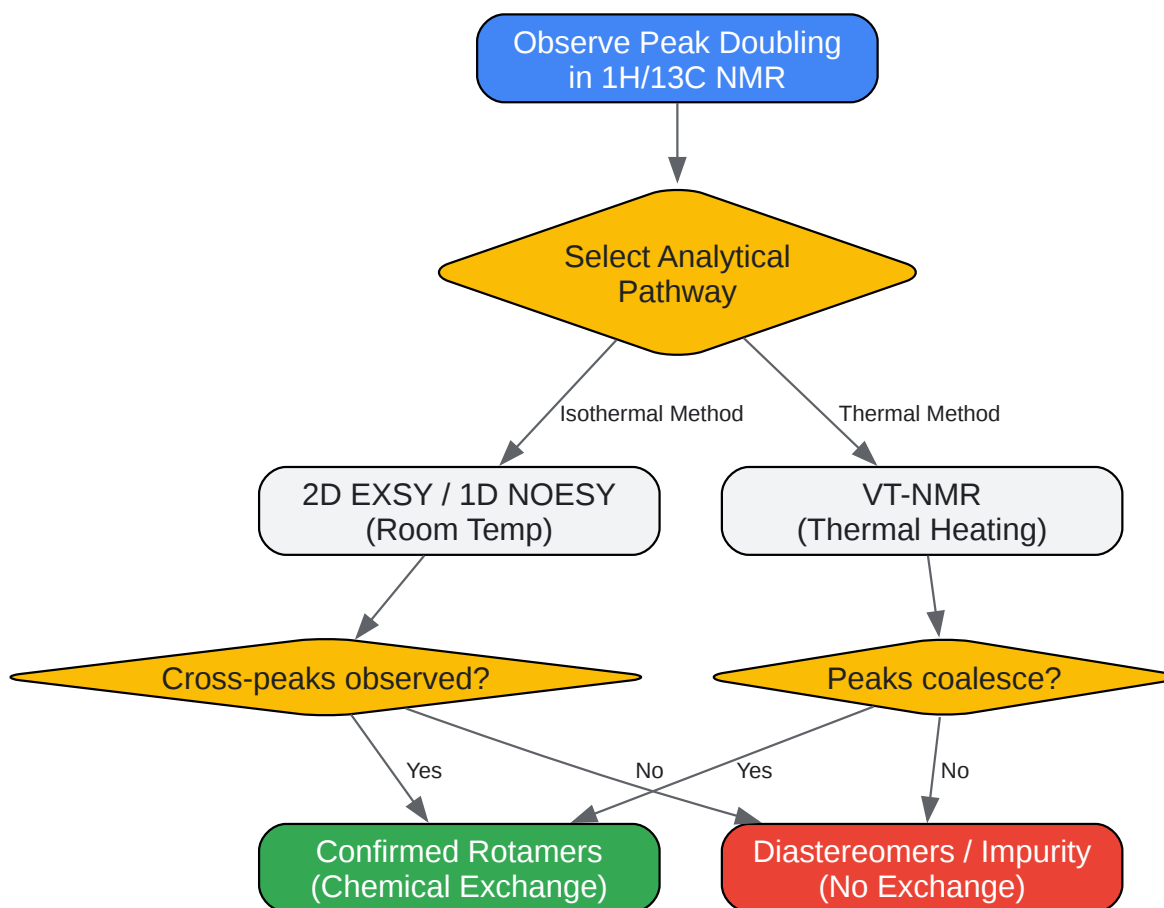 Observe Peak Doubling
in 1H/13C NMR
Select Analytical
Pathway
Isothermal Method
Thermal Method
2D EXSY / 1D NOESY
(Room Temp)
VT-NMR
(Thermal Heating)
Cross-peaks observed?
Peaks coalesce?
Yes
No
Yes
No
Confirmed Rotamers
(Chemical Exchange)
Diastereomers / Impurity
(No Exchange)